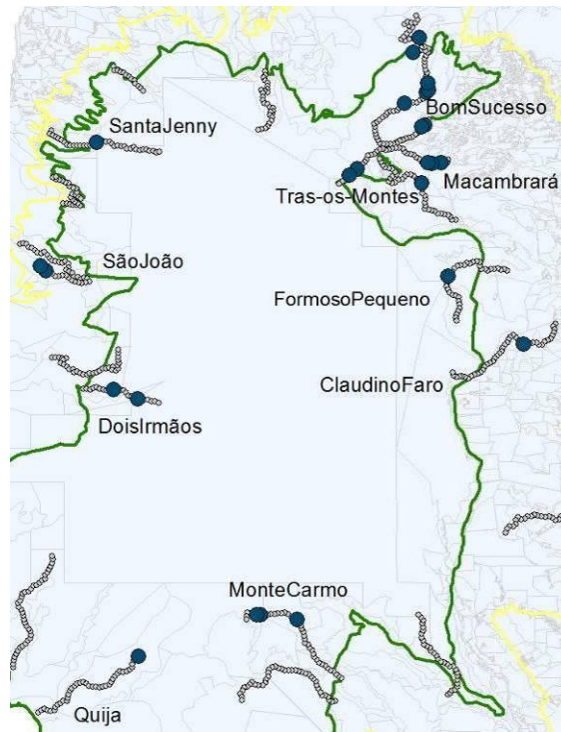 BomSucesso
SantaJenny
Macambrará
Tras-os-Montes
SãoJoão
FormosoPequeno
ClaudinoFaro
DoisIrmãos
MonteCarmo
Quija